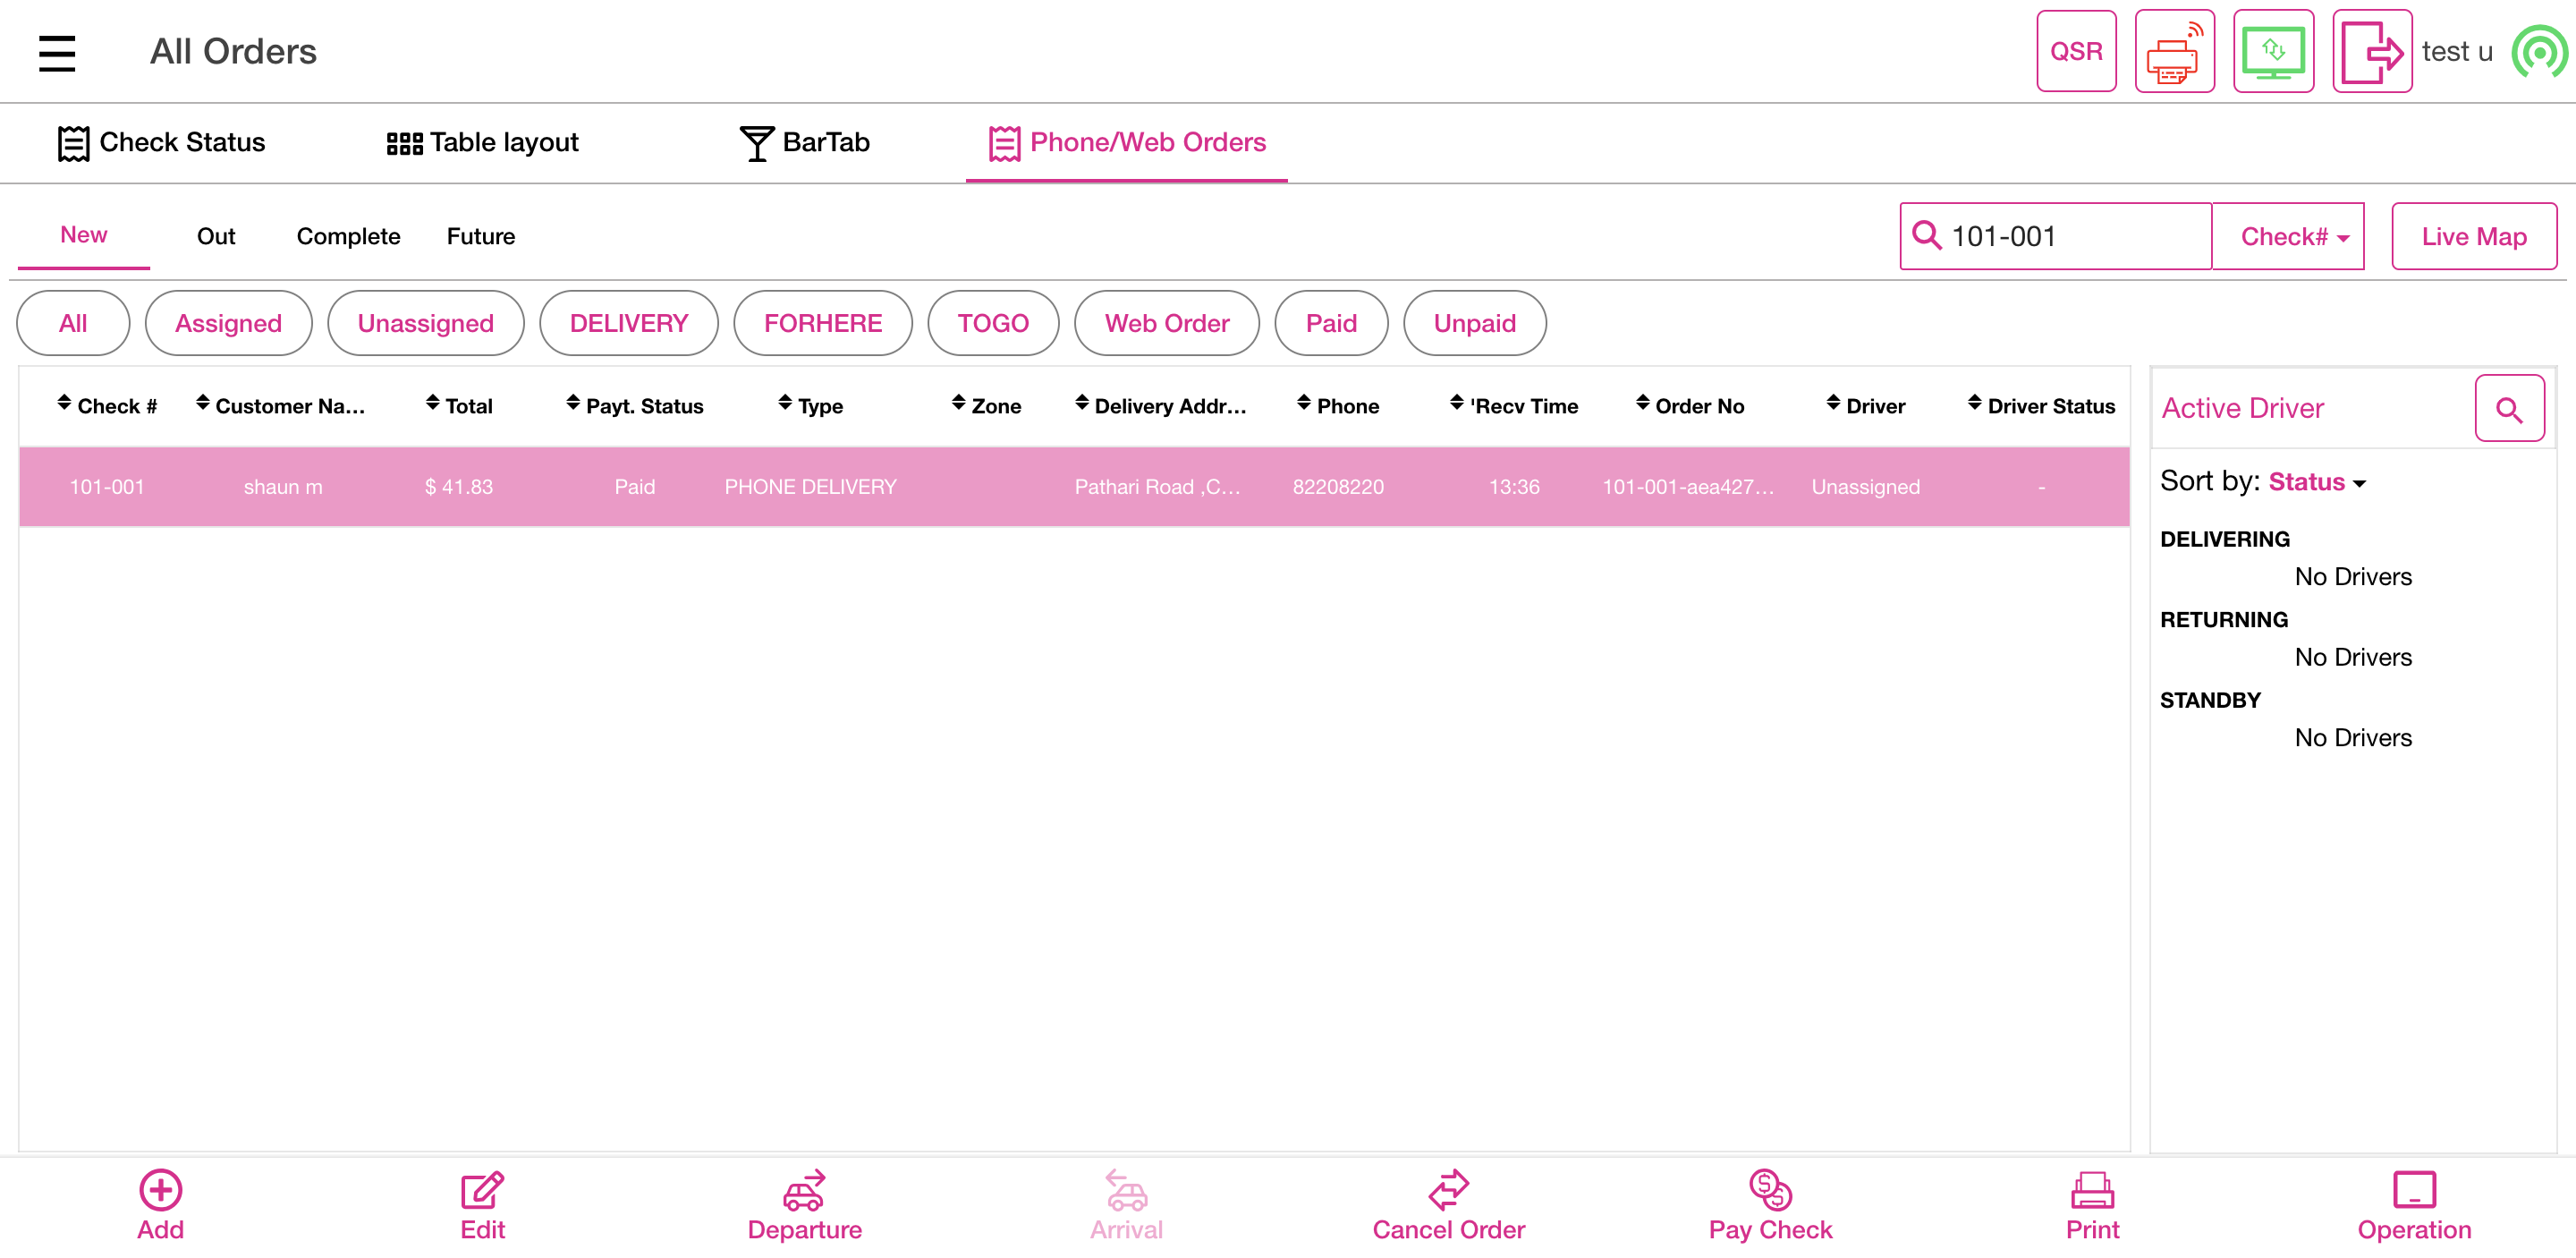 All Orders
QSR
test u
Check Status
Table layout
BarTab
Phone/Web Orders
New
Out
Complete
Future
101-001
Check#
Live Map
All
Assigned
Unassigned
DELIVERY
FORHERE
TOGO
Web Order
Paid
Unpaid
Check # Customer Na... Total Payt. Status Type Zone Delivery Addr... Phone 'Recv Time Order No Driver Driver Status
101-001 shaun m $ 41.83 Paid PHONE DELIVERY Pathari Road ,C... 82208220 13:36 101-001-aea427... Unassigned -
Active Driver
Sort by: Status
DELIVERING
No Drivers
RETURNING
No Drivers
STANDBY
No Drivers
Add
Edit
Departure
Arrival
Cancel Order
Pay Check
Print
Operation